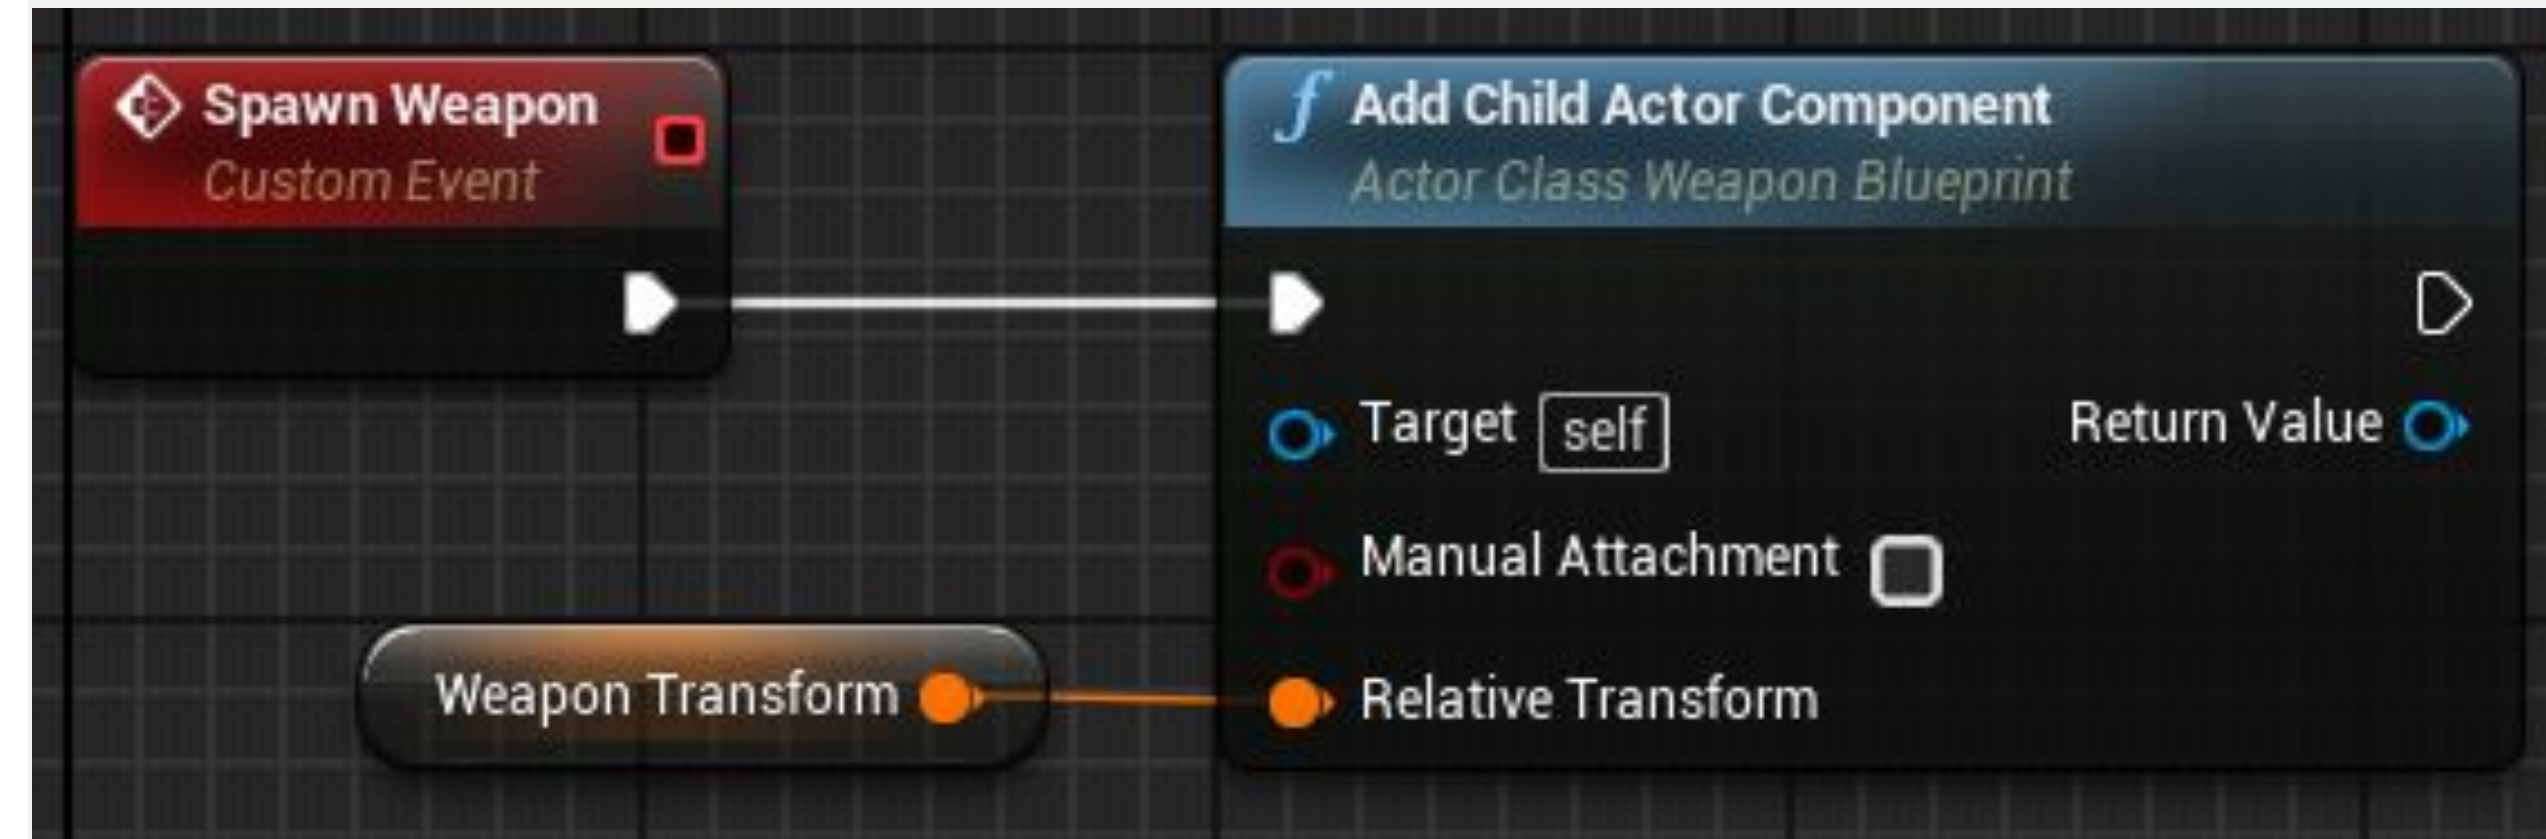 Spawn Weapon
Custom Event
Add Child Actor Component
Actor Class Weapon Blueprint
Target self
Return Value
Manual Attachment
Weapon Transform
Relative Transform